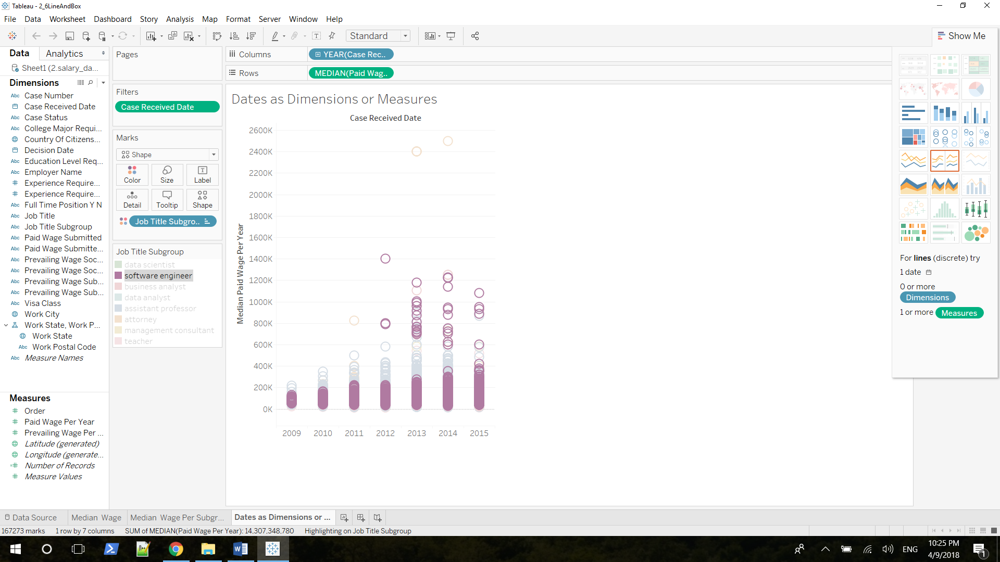 Tableau - 2_6LineAndBox
File Data Worksheet Dashboard Story Analysis Map Format Server Window Help
Standard
Show Me
Data
Analytics
Sheet1 (2.salary_da...
Dimensions
Abc Case Number
Case Received Date
Abc Case Status
Abc College Major Requi...
Country Of Citizens...
Decision Date
Abc Education Level Req...
Abc Employer Name
# Experience Require...
# Experience Require...
Abc Full Time Position Y N
Abc Job Title
Abc Job Title Subgroup
Abc Paid Wage Submitted
Abc Paid Wage Submitte...
Abc Prevailing Wage Soc...
Abc Prevailing Wage Soc...
Abc Prevailing Wage Sub...
Abc Prevailing Wage Sub...
Abc Visa Class
Work City
Work State, Work P...
Work State
Abc Work Postal Code
Abc Measure Names
Measures
# Order
# Paid Wage Per Year
# Prevailing Wage Per ...
Latitude (generated)
Longitude (generate...
=# Number of Records
# Measure Values
Pages
Filters
Case Received Date
Marks
Shape
Color
Size
Label
Detail
Tooltip
Shape
Job Title Subgro..
Job Title Subgroup
data scientist
software engineer
business analyst
data analyst
assistant professor
attorney
management consultant
teacher
Columns
YEAR(Case Rec..
Rows
MEDIAN(Paid Wag..
Dates as Dimensions or Measures
Case Received Date
Median Paid Wage Per Year
2600K
2400K
2200K
2000K
1800K
1600K
1400K
1200K
1000K
800K
600K
400K
200K
0K
2009 2010 2011 2012 2013 2014 2015
For lines (discrete) try
1 date
0 or more
Dimensions
1 or more Measures
Data Source
Median Wage
Median Wage Per Subgr...
Dates as Dimensions or ...
167273 marks
1 row by 7 columns
SUM of MEDIAN(Paid Wage Per Year): 14,307,348,780
Highlighting on Job Title Subgroup
ENG
10:25 PM
4/9/2018
1